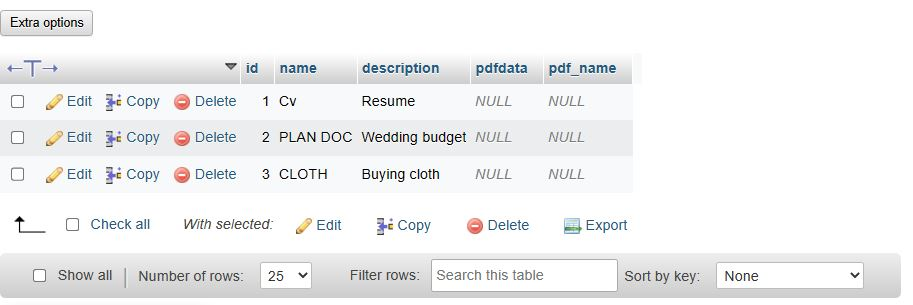 Extra options
id name description pdfdata pdf_name
Edit Copy Delete 1 Cv Resume NULL NULL
Edit Copy Delete 2 PLAN DOC Wedding budget NULL NULL
Edit Copy Delete 3 CLOTH Buying cloth NULL NULL
Check all With selected: Edit Copy Delete Export
Show all Number of rows: 25 Filter rows: Search this table Sort by key: None